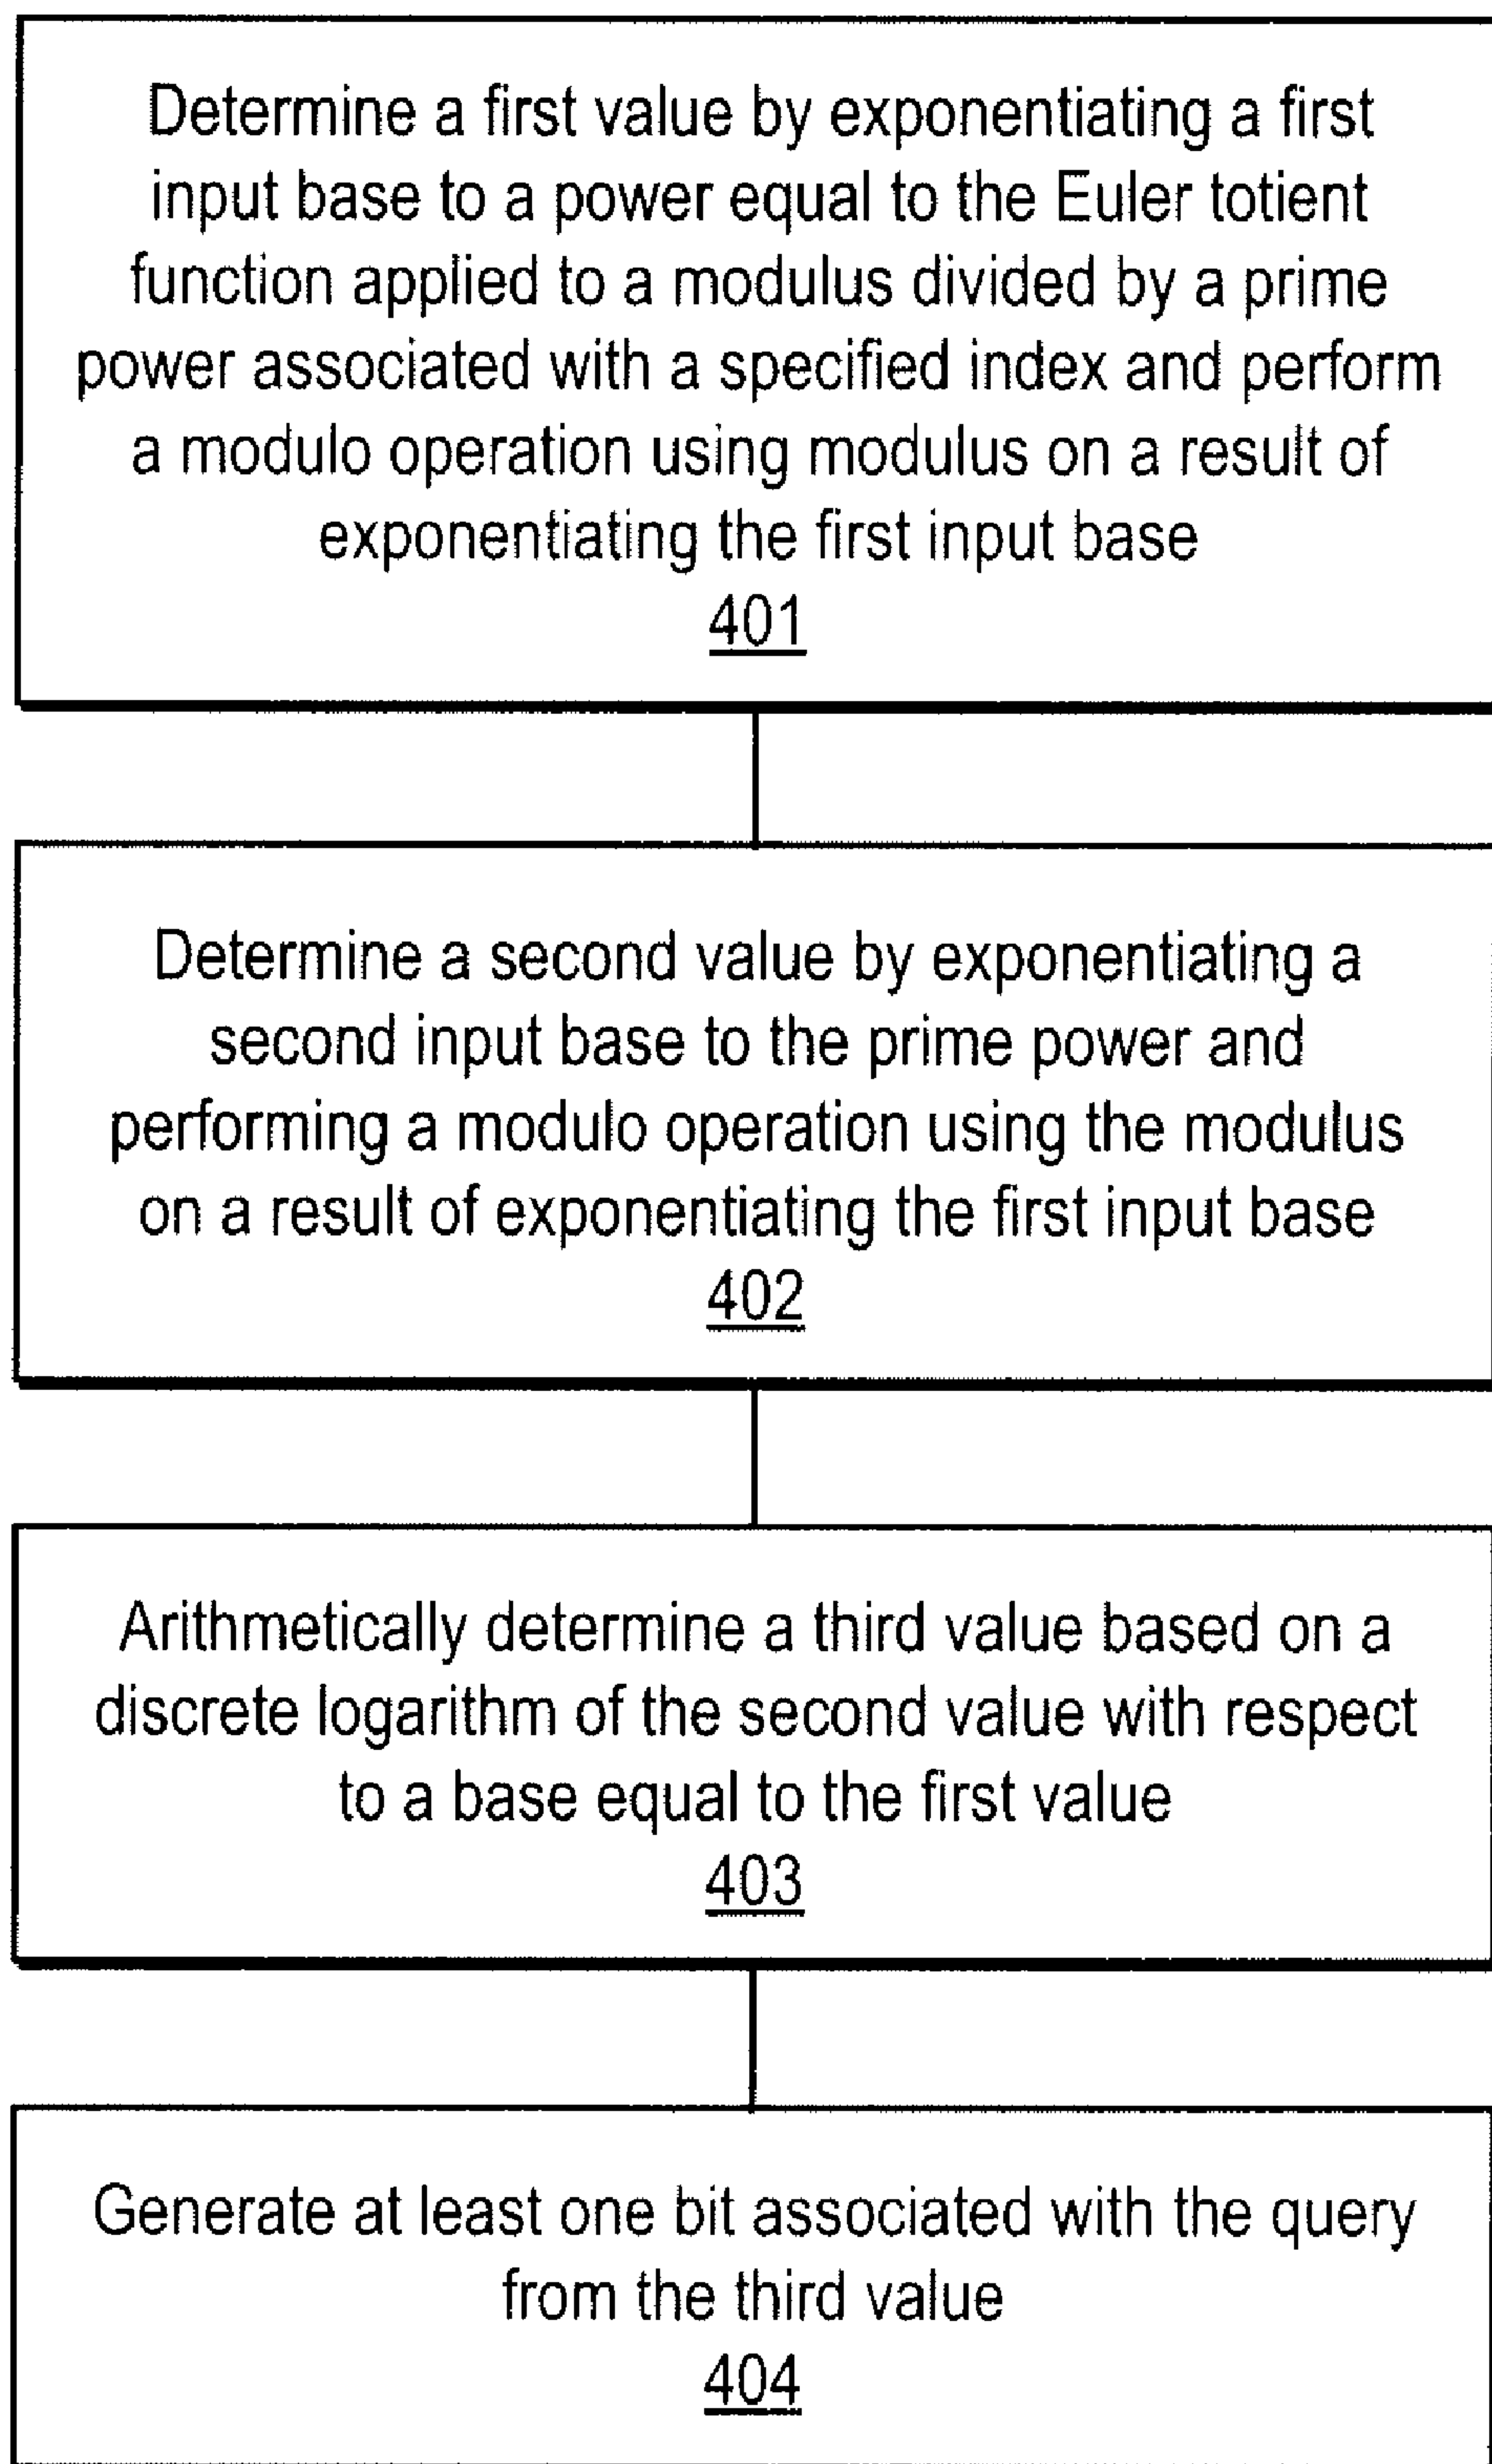 Determine a first value by exponentiating a first
input base to a power equal to the Euler totient
function applied to a modulus divided by a prime
power associated with a specified index and perform
a modulo operation using modulus on a result of
exponentiating the first input base
401
Determine a second value by exponentiating a
second input base to the prime power and
performing a modulo operation using the modulus
on a result of exponentiating the first input base
402
Arithmetically determine a third value based on a
discrete logarithm of the second value with respect
to a base equal to the first value
403
Generate at least one bit associated with the query
from the third value
404